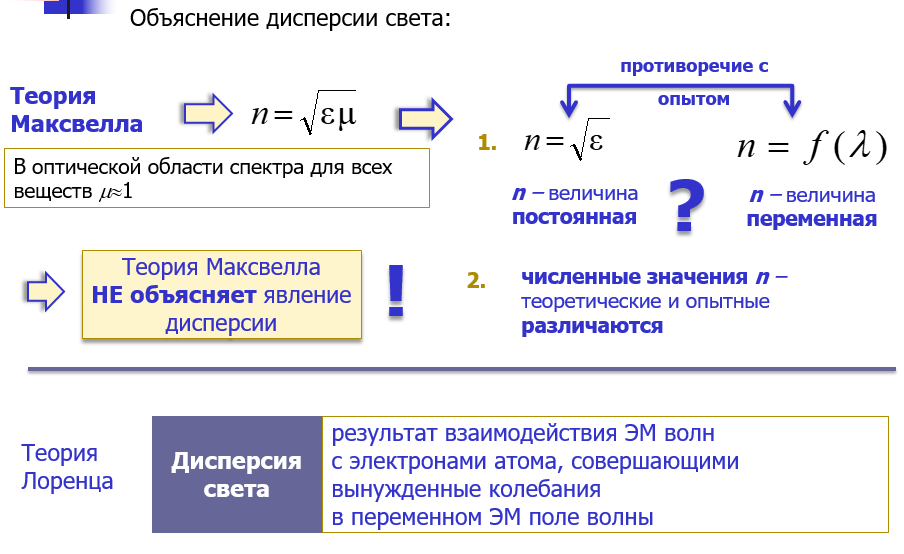 Объяснение дисперсии света:
Теория
Максвелла
n = √εμ
В оптической области спектра для всех
веществ μ≈1
противоречие с
опытом
1. n = √ε
n = f (λ)
n – величина
постоянная
?
n – величина
переменная
Теория Максвелла
НЕ объясняет явление
дисперсии
!
2. численные значения n –
теоретические и опытные
различаются
Теория
Лоренца
Дисперсия
света
результат взаимодействия ЭМ волн
с электронами атома, совершающими
вынужденные колебания
в переменном ЭМ поле волны